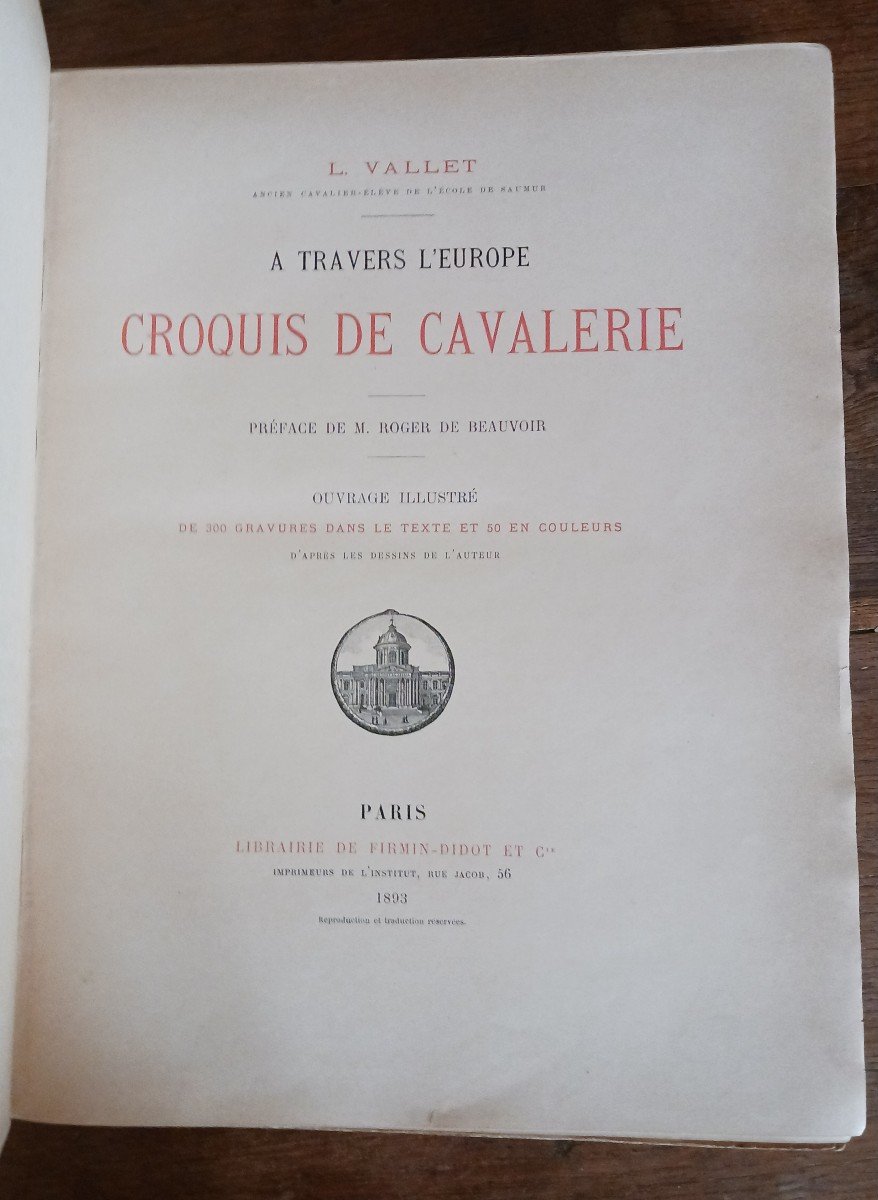 L. VALLET
ANCIEN CAVALIER-ÉLÈVE DE L'ÉCOLE DE SAUMUR
A TRAVERS L'EUROPE
CROQUIS DE CAVALERIE
PRÉFACE DE M. ROGER DE BEAUVOIR
OUVRAGE ILLUSTRÉ
DE 300 GRAVURES DANS LE TEXTE ET 50 EN COULEURS
D'APRÈS LES DESSINS DE L'AUTEUR
PARIS
LIBRAIRIE DE FIRMIN-DIDOT ET Cie
IMPRIMEURS DE L'INSTITUT, RUE JACOB, 56
1893
Reproduction et traduction réservées.